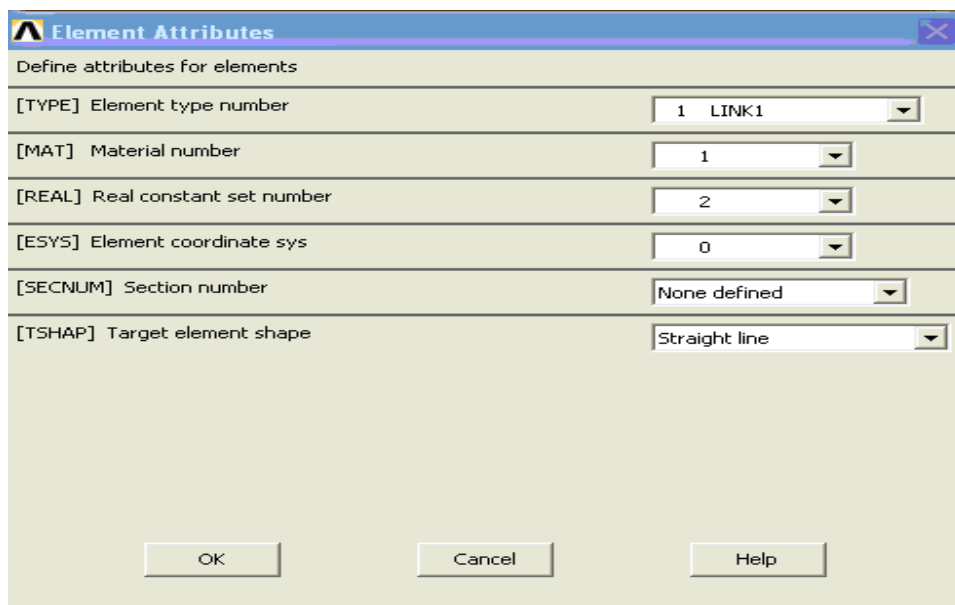 Element Attributes
Define attributes for elements
[TYPE] Element type number 1 LINK1
[MAT] Material number 1
[REAL] Real constant set number 2
[ESYS] Element coordinate sys 0
[SECNUM] Section number None defined
[TSHAP] Target element shape Straight line
OK Cancel Help